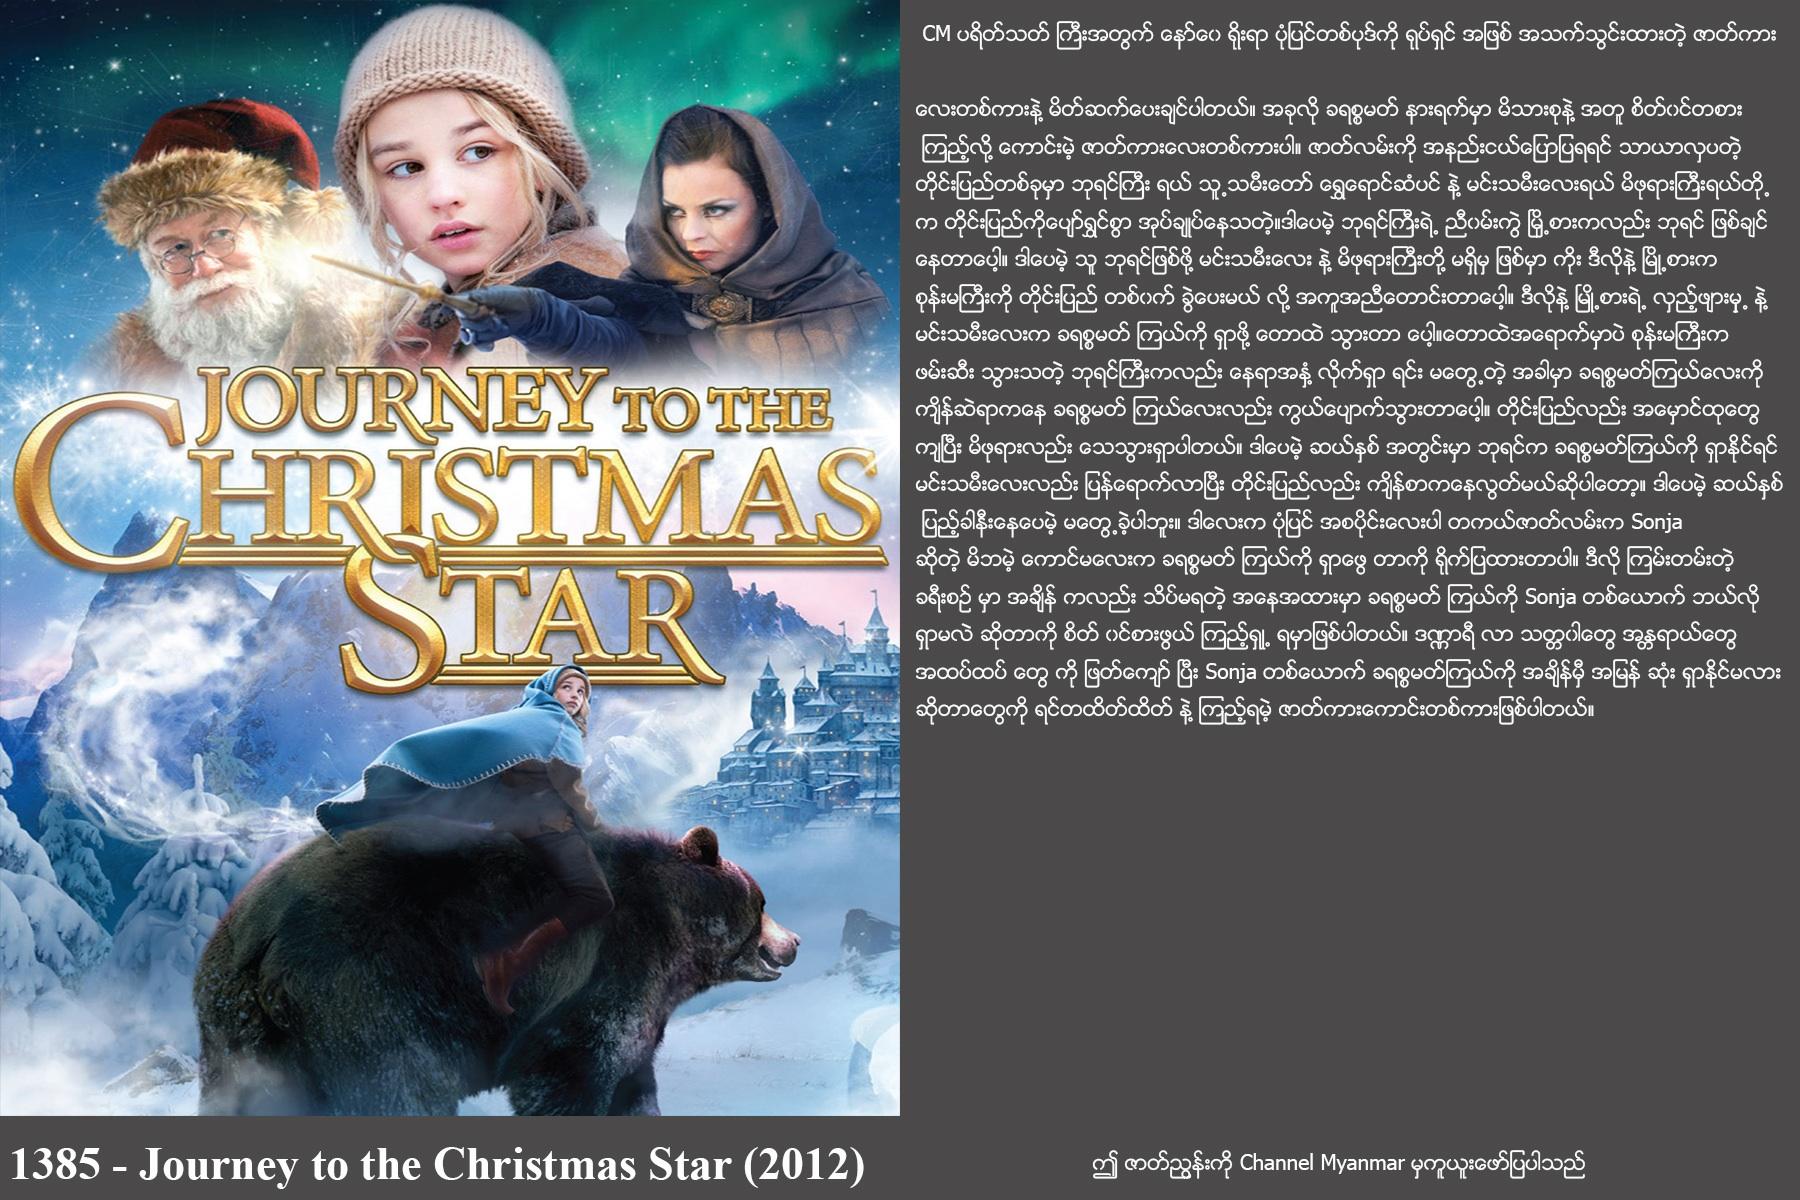 JOURNEY TO THE
CHRISTMAS
STAR
1385 - Journey to the Christmas Star (2012)
CM ပရိတ်သတ် ကြီးအတွက် နော်ဝေ ရိုးရာ ပုံပြင်တစ်ပုဒ်ကို ရုပ်ရှင် အဖြစ် အသက်သွင်းထားတဲ့ ဇာတ်ကား
လေးတစ်ကားနဲ့ မိတ်ဆက်ပေးချင်ပါတယ်။ အခုလို ခရစ္စမတ် နားရက်မှာ မိသားစုနဲ့ အတူ စိတ်ဝင်တစား
ကြည့်လို့ ကောင်းမဲ့ ဇာတ်ကားလေးတစ်ကားပါ။ ဇာတ်လမ်းကို အနည်းငယ်ပြောပြရရင် သာယာလှပတဲ့
တိုင်းပြည်တစ်ခုမှာ ဘုရင်ကြီး ရယ် သူ့သမီးတော် ရွှေရောင်ဆံပင် နဲ့ မင်းသမီးလေးရယ် မိဖုရားကြီးရယ်တို့
က တိုင်းပြည်ကိုပျော်ရွှင်စွာ အုပ်ချုပ်နေသတဲ့။ဒါပေမဲ့ ဘုရင်ကြီးရဲ့ ညီဝမ်းကွဲ မြို့စားကလည်း ဘုရင် ဖြစ်ချင်
နေတာပေါ့။ ဒါပေမဲ့ သူ ဘုရင်ဖြစ်ဖို့ မင်းသမီးလေး နဲ့ မိဖုရားကြီးတို့ မရှိမှ ဖြစ်မှာ ကိုး ဒီလိုနဲ့ မြို့စားက
စုန်းမကြီးကို တိုင်းပြည် တစ်ဝက် ခွဲပေးမယ် လို့ အကူအညီတောင်းတာပေါ့။ ဒီလိုနဲ့ မြို့စားရဲ့ လှည့်ဖျားမှု့ နဲ့
မင်းသမီးလေးက ခရစ္စမတ် ကြယ်ကို ရှာဖို့ တောထဲ သွားတာ ပေါ့။တောထဲအရောက်မှာပဲ စုန်းမကြီးက
ဖမ်းဆီး သွားသတဲ့ ဘုရင်ကြီးကလည်း နေရာအနှံ့ လိုက်ရှာ ရင်း မတွေ့တဲ့ အခါမှာ ခရစ္စမတ်ကြယ်လေးကို
ကျိန်ဆဲရာကနေ ခရစ္စမတ် ကြယ်လေးလည်း ကွယ်ပျောက်သွားတာပေါ့။ တိုင်းပြည်လည်း အမှောင်ထုတွေ
ကျပြီး မိဖုရားလည်း သေသွားရှာပါတယ်။ ဒါပေမဲ့ ဆယ်နှစ် အတွင်းမှာ ဘုရင်က ခရစ္စမတ်ကြယ်ကို ရှာနိုင်ရင်
မင်းသမီးလေးလည်း ပြန်ရောက်လာပြီး တိုင်းပြည်လည်း ကျိန်စာကနေလွတ်မယ်ဆိုပါတော့။ ဒါပေမဲ့ ဆယ်နှစ်
ပြည့်ခါနီးနေပေမဲ့ မတွေ့ခဲ့ပါဘူး။ ဒါလေးက ပုံပြင် အစပိုင်းလေးပါ တကယ်ဇာတ်လမ်းက Sonja
ဆိုတဲ့ မိဘမဲ့ ကောင်မလေးက ခရစ္စမတ် ကြယ်ကို ရှာဖွေ တာကို ရိုက်ပြထားတာပါ။ ဒီလို ကြမ်းတမ်းတဲ့
ခရီးစဉ် မှာ အချိန် ကလည်း သိပ်မရတဲ့ အနေအထားမှာ ခရစ္စမတ် ကြယ်ကို Sonja တစ်ယောက် ဘယ်လို
ရှာမလဲ ဆိုတာကို စိတ် ဝင်စားဖွယ် ကြည့်ရှု့ ရမှာဖြစ်ပါတယ်။ ဒဏ္ဍာရီ လာ သတ္တဝါတွေ အန္တရာယ်တွေ
အထပ်ထပ် တွေ ကို ဖြတ်ကျော် ပြီး Sonja တစ်ယောက် ခရစ္စမတ်ကြယ်ကို အချိန်မှီ အမြန် ဆုံး ရှာနိုင်မလား
ဆိုတာတွေကို ရင်တထိတ်ထိတ် နဲ့ ကြည့်ရမဲ့ ဇာတ်ကားကောင်းတစ်ကားဖြစ်ပါတယ်။
ဤ ဇာတ်ညွှန်းကို Channel Myanmar မှကူယူးဖော်ပြပါသည်